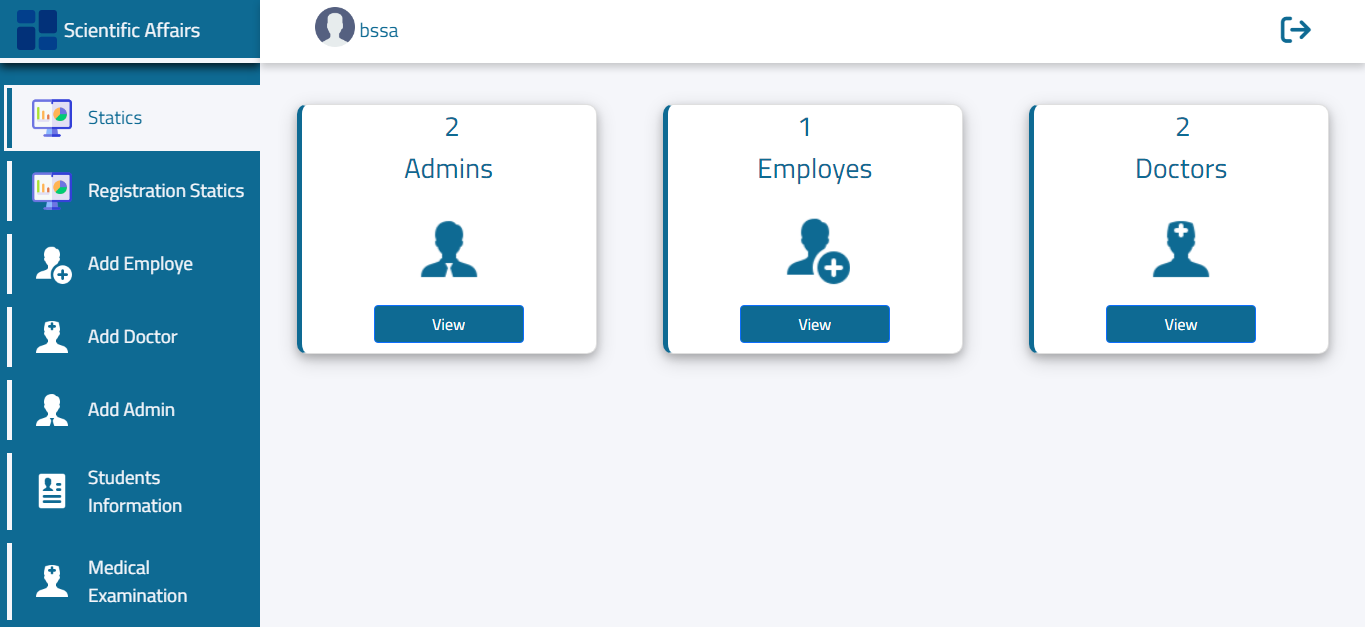 Scientific Affairs
bssa
Statics
Registration Statics
Add Employe
Add Doctor
Add Admin
Students
Information
Medical
Examination
2
Admins
View
1
Employes
View
2
Doctors
View